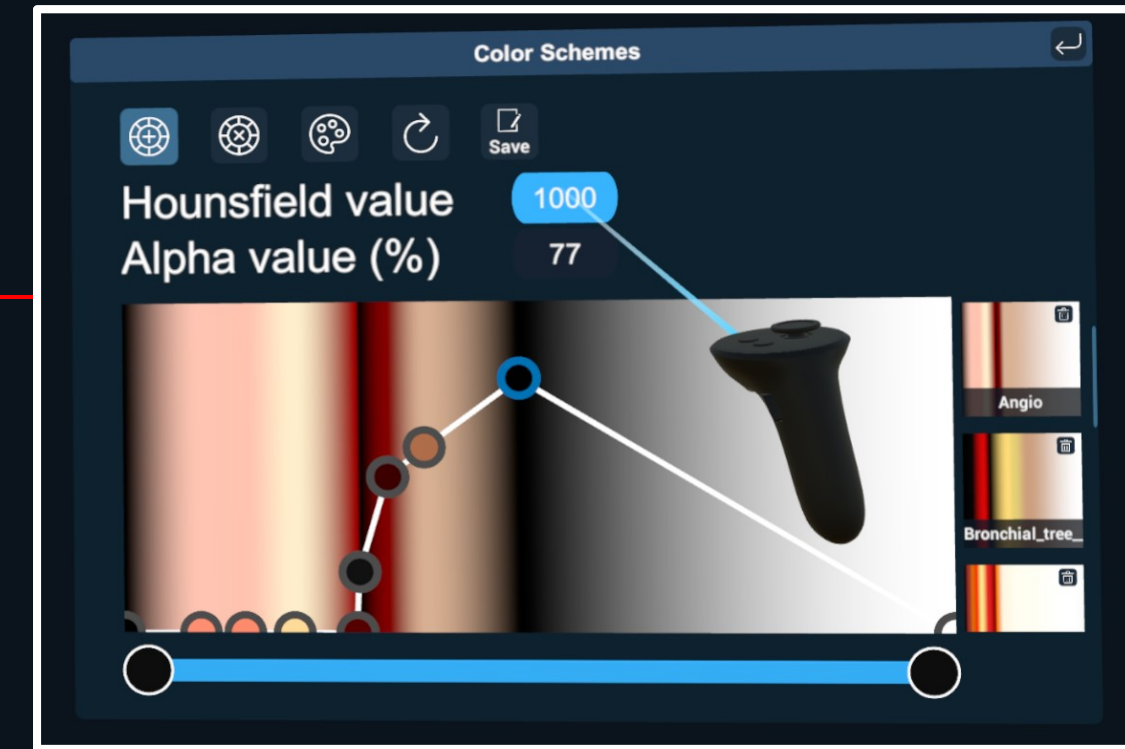 Color Schemes
Save
Hounsfield value 1000
Alpha value (%) 77
Angio
Bronchial_tree_